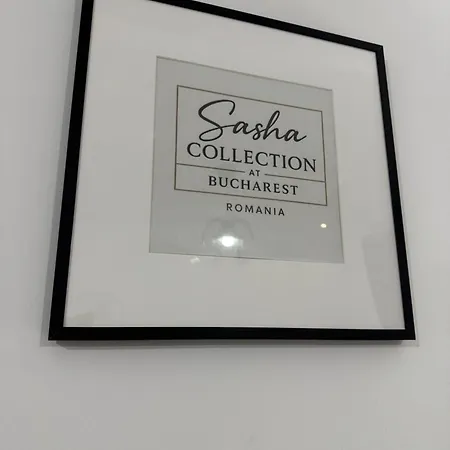 Sasha
COLLECTION
AT
BUCHAREST
ROMANIA